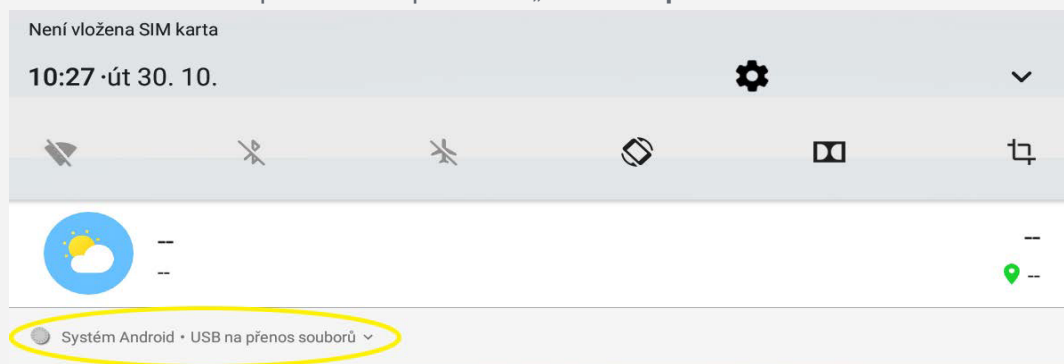 Není vložena SIM karta
10:27 ·út 30. 10.
--
--
--
--
Systém Android • USB na přenos souborů